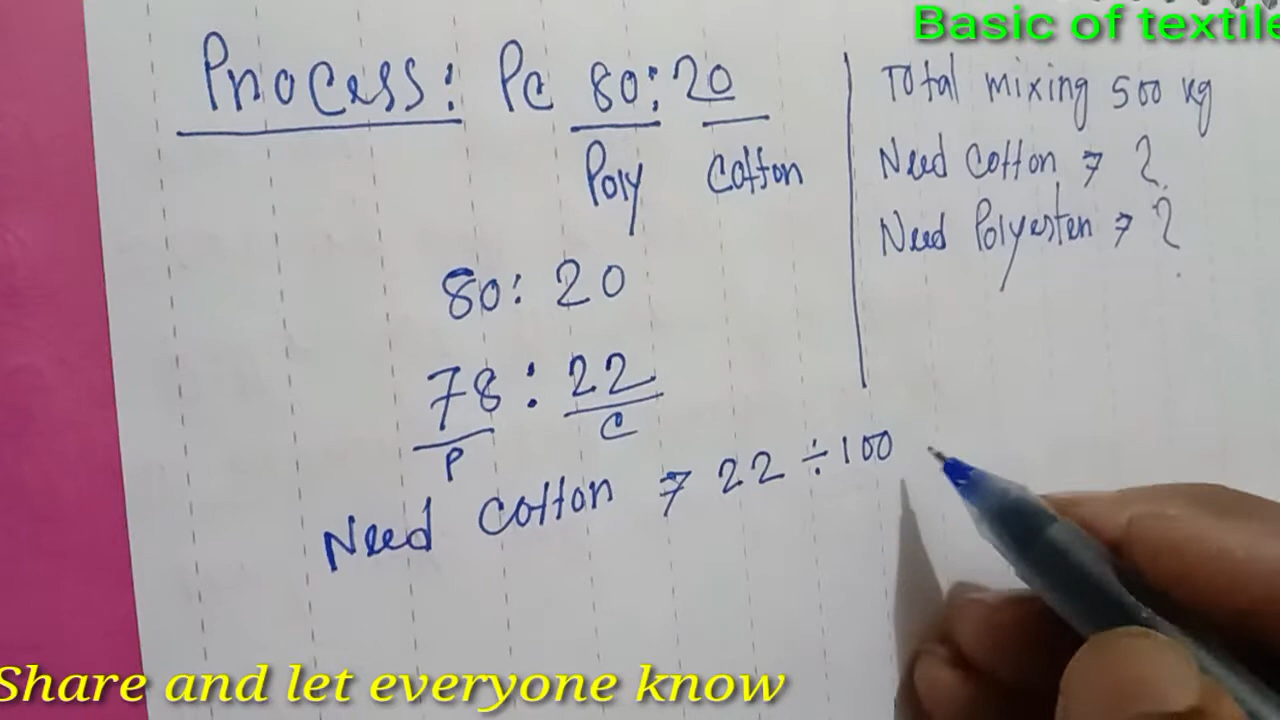 Basic of textile
Process: Pc 80:20
Poly Cotton
Total mixing 500 kg
Need Cotton => ?
Need Polyester => ?
80: 20
78 : 22
P C
Need Cotton => 22 ÷ 100
Share and let everyone know